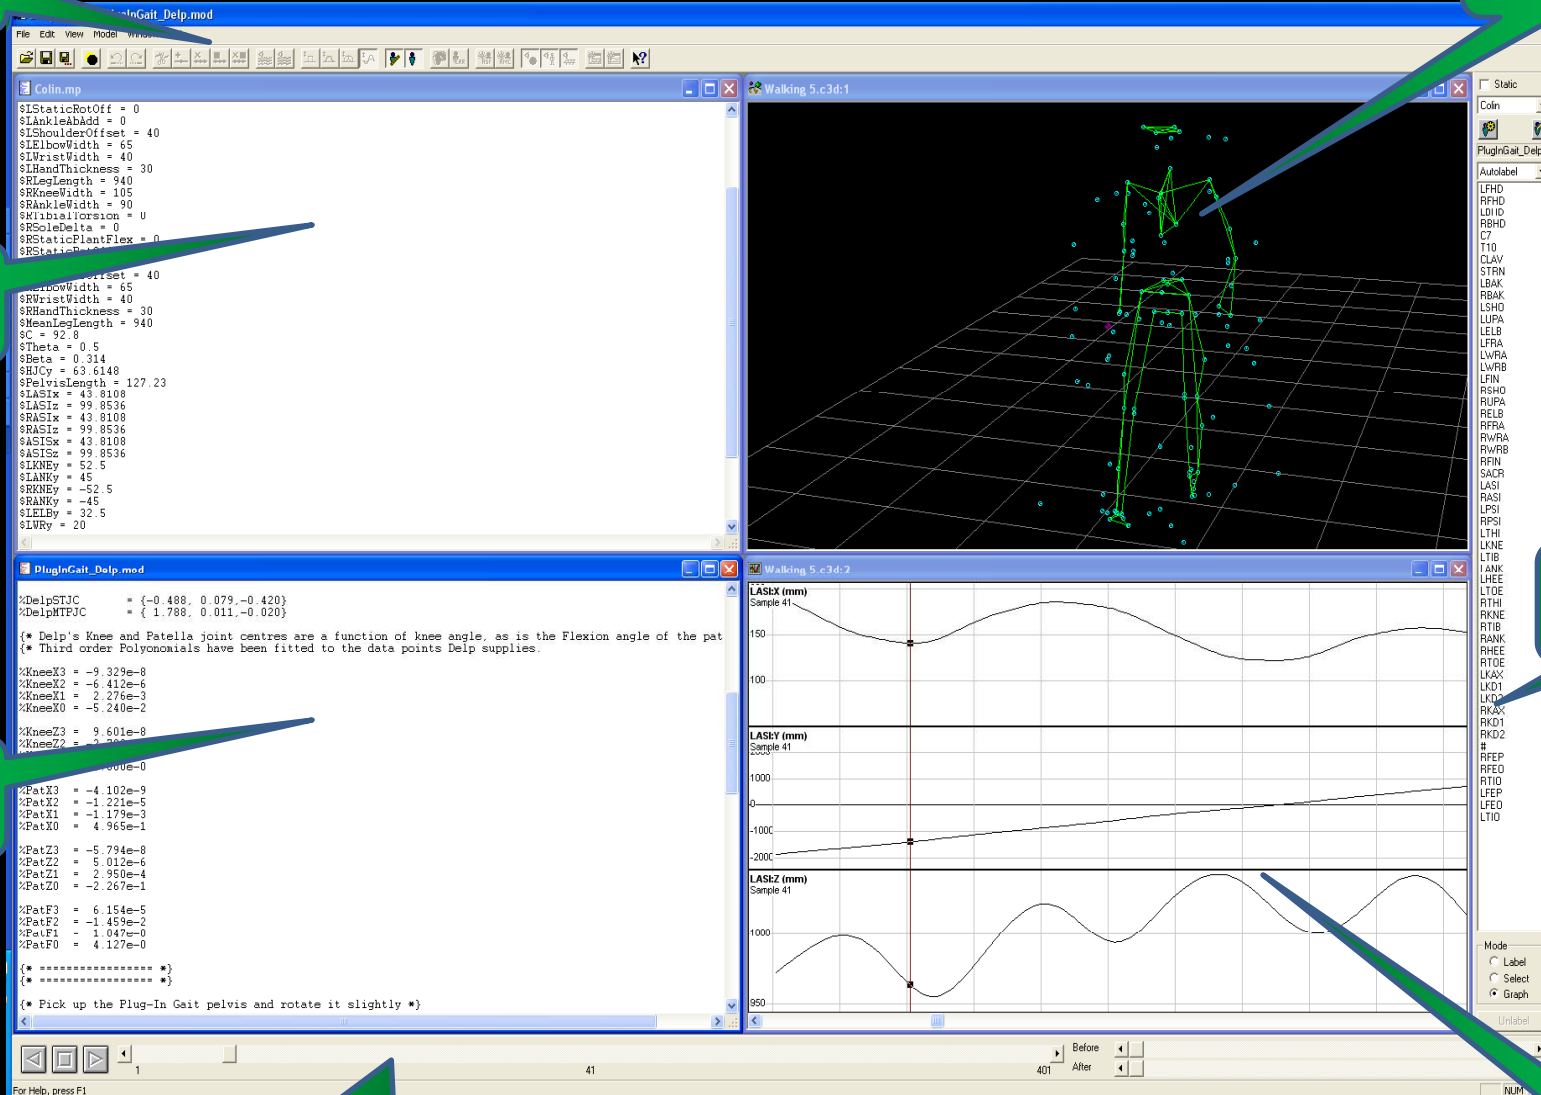 PlugInGait_Delp.mod
File Edit View Model
Colin.mp
$LStaticRotOff = 0
$LAnkleAbAdd = 0
$LShoulderOffset = 40
$LElbowWidth = 65
$LWristWidth = 40
$LHandThickness = 30
$RLegLength = 940
$RKneeWidth = 105
$RAnkleWidth = 90
$RTibialTorsion = 0
$RSoleDelta = 0
$RStaticPlantFlex = 0
= 40
$RElbowWidth = 65
$RWristWidth = 40
$RHandThickness = 30
$MeanLegLength = 940
$C = 92.8
$Theta = 0.5
$Beta = 0.314
$HJCy = 63.6148
$PelvisLength = 127.23
$LASIx = 43.8108
$LASIz = 99.8536
$RASIx = 43.8108
$RASIz = 99.8536
$ASISx = 43.8108
$ASISz = 99.8536
$LKNEy = 52.5
$LANKy = 45
$RKNEy = -52.5
$RANKy = -45
$LELBy = 32.5
$LWRy = 20
Walking 5.c3d:1
PlugInGait_Delp.mod
%DelpSTJC = {-0.488, 0.079,-0.420}
%DelpMTPJC = { 1.788, 0.011,-0.020}
{* Delp's Knee and Patella joint centres are a function of knee angle, as is the Flexion angle of the pat
{* Third order Polyonomials have been fitted to the data points Delp supplies.
%KneeX3 = -9.329e-8
%KneeX2 = -6.412e-6
%KneeX1 = 2.276e-3
%KneeX0 = -5.240e-2
%KneeZ3 = 9.601e-8
%KneeZ2
%PatX3 = -4.102e-9
%PatX2 = -1.221e-5
%PatX1 = -1.179e-3
%PatX0 = 4.965e-1
%PatZ3 = -5.794e-8
%PatZ2 = 5.012e-6
%PatZ1 = 2.950e-4
%PatZ0 = -2.267e-1
%PatF3 = 6.154e-5
%PatF2 = -1.459e-2
%PatF1 = 1.047e-0
%PatF0 = 4.127e-0
{* ================= *}
{* ================= *}
{* Pick up the Plug-In Gait pelvis and rotate it slightly *}
Walking 5.c3d:2
LASI:X (mm)
Sample 41
150
100
LASI:Y (mm)
Sample 41
1000
0
-1000
-2000
LASI:Z (mm)
Sample 41
1000
950
Static
Colin
PlugInGait_Delp
Autolabel
LFHD
RFHD
RBHD
C7
T10
CLAV
STRN
LBAK
RBAK
LSHO
LUPA
LELB
LFRA
LWRA
LWRB
LFIN
RSHO
RUPA
RELB
RFRA
RWRA
RWRB
RFIN
SACR
LASI
RASI
LPSI
RPSI
LTHI
LKNE
LTIB
LANK
LHEE
LTOE
RTHI
RKNE
RTIB
RANK
RHEE
RTOE
LKAX
LKD1
LKD2
RKAX
RKD1
RKD2
#
RFEP
RFEO
RTIO
LFEP
LFEO
LTIO
Mode
Label
Select
Graph
Unlabel
1
41
401
Before
After
For Help, press F1
NUM